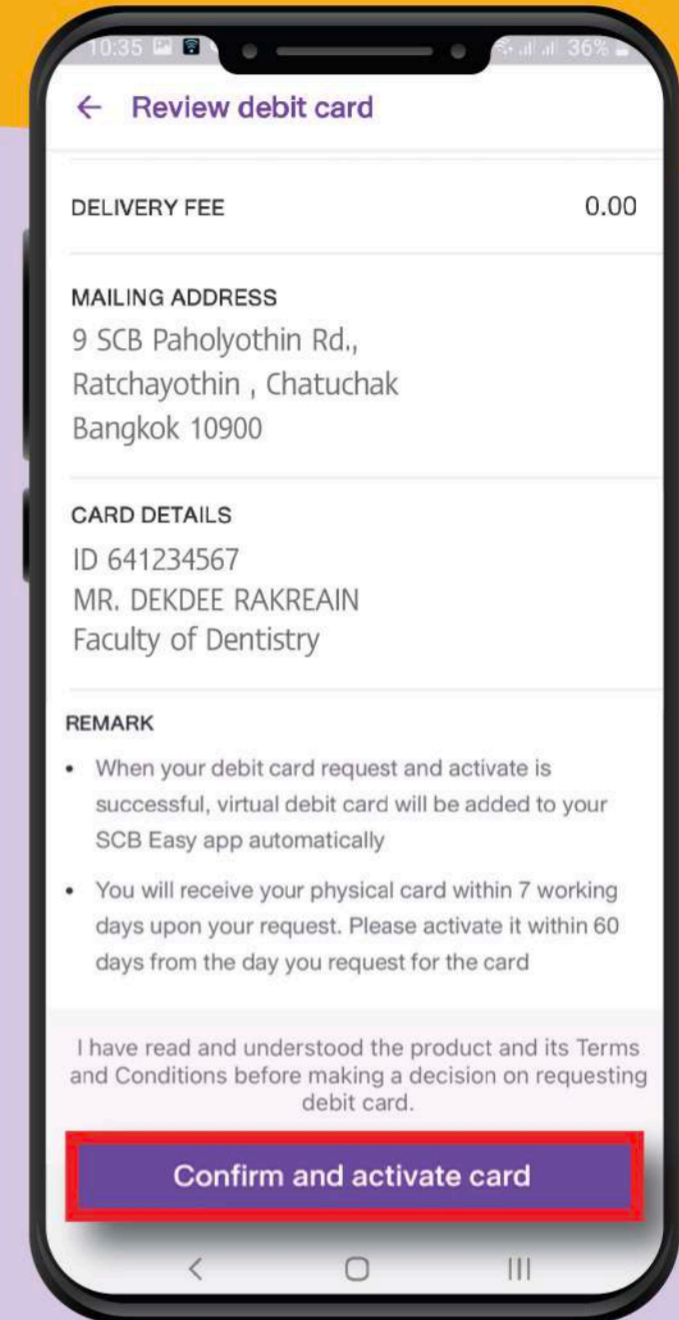 10:35 36%
← Review debit card
DELIVERY FEE 0.00
MAILING ADDRESS
9 SCB Paholyothin Rd.,
Ratchayothin , Chatuchak
Bangkok 10900
CARD DETAILS
ID 641234567
MR. DEKDEE RAKREAIN
Faculty of Dentistry
REMARK
• When your debit card request and activate is
successful, virtual debit card will be added to your
SCB Easy app automatically
• You will receive your physical card within 7 working
days upon your request. Please activate it within 60
days from the day you request for the card
I have read and understood the product and its Terms
and Conditions before making a decision on requesting
debit card.
Confirm and activate card